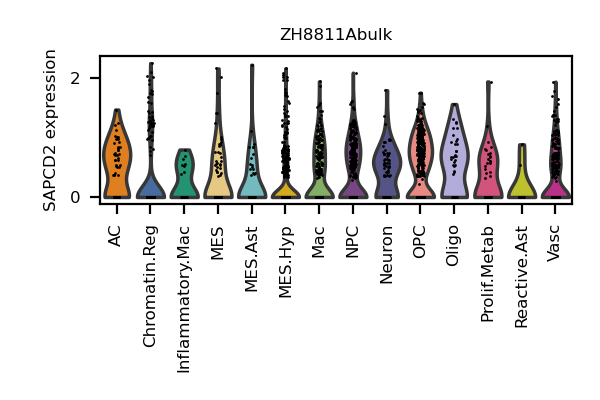 ZH8811Abulk
SAPCD2 expression
2
0
AC
Chromatin.Reg
Inflammatory.Mac
MES
MES.Ast
MES.Hyp
Mac
NPC
Neuron
OPC
Oligo
Prolif.Metab
Reactive.Ast
Vasc